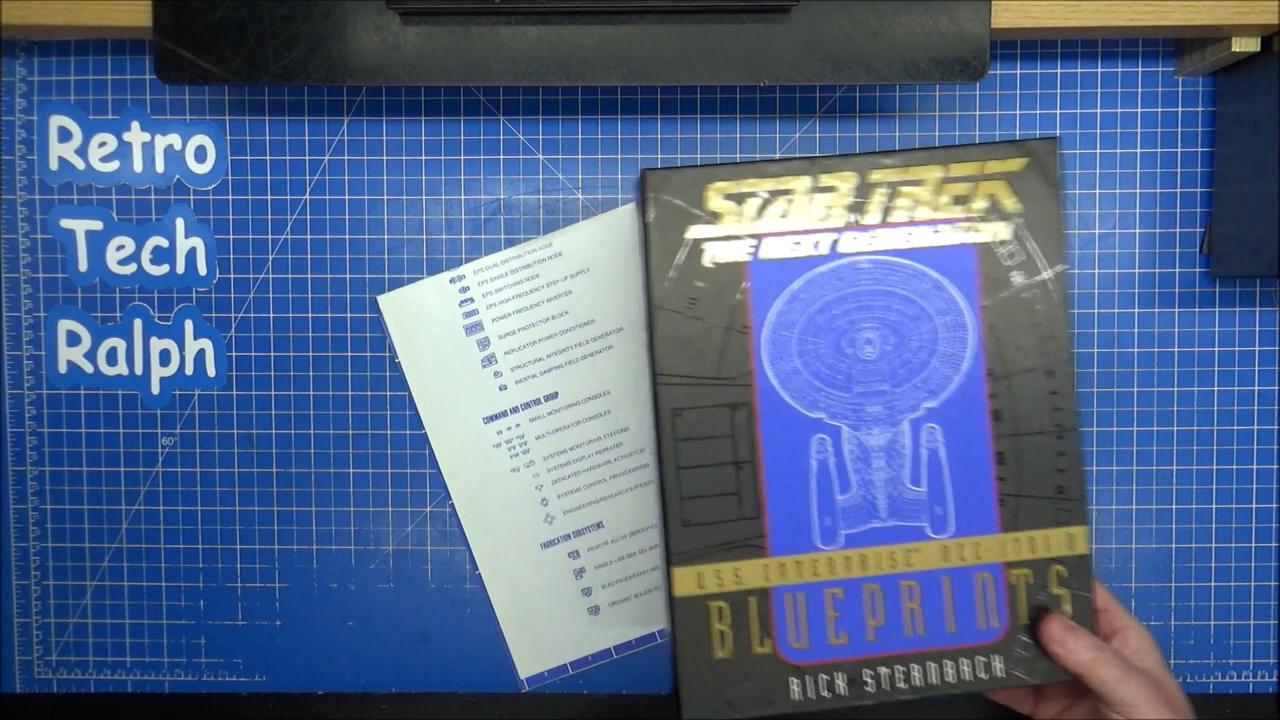 Retro
Tech
Ralph
60°
EPS DUAL DISTRIBUTION NODE
EPS SINGLE DISTRIBUTION NODE
EPS SWITCHING NODE
EPS HIGH-FREQUENCY STEP-UP SUPPLY
POWER FREQUENCY INVERTER
SURGE PROTECTOR BLOCK
REPLICATOR POWER CONDITIONER
STRUCTURAL INTEGRITY FIELD GENERATOR
INERTIAL DAMPING FIELD GENERATOR
COMMAND AND CONTROL GROUP
SMALL MONITORING CONSOLES
MULTI-OPERATOR CONSOLES
SYSTEMS MONITORING STATIONS
SYSTEMS DISPLAY REPEATER
DEDICATED HARDWARE
SYSTEMS CONTROL
FABRICATION SUBSYSTEMS
STAR TREK
THE NEXT GENERATION
U.S.S. ENTERPRISE™ NCC-1701-D
BLUEPRINTS
RICK STERNBACH